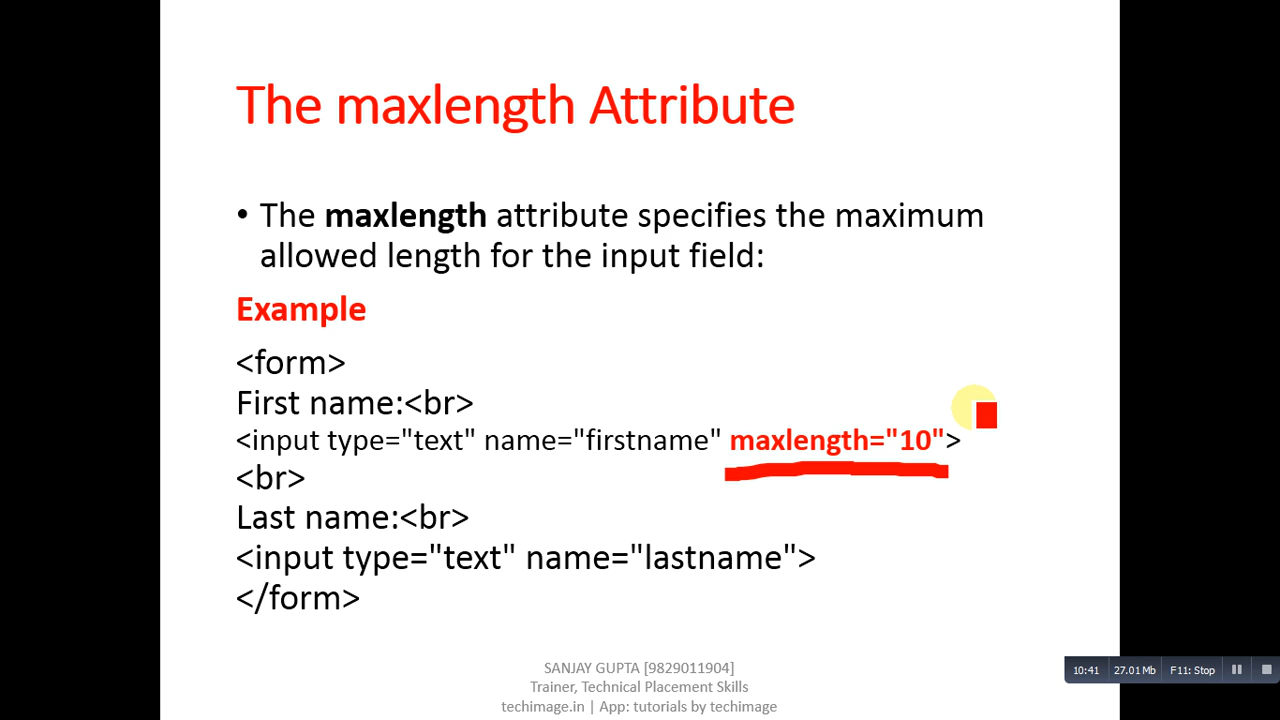 The maxlength Attribute
• The maxlength attribute specifies the maximum
allowed length for the input field:
Example
<form>
First name:<br>
<input type="text" name="firstname" maxlength="10">
<br>
Last name:<br>
<input type="text" name="lastname">
</form>
SANJAY GUPTA [9829011904]
Trainer, Technical Placement Skills
techimage.in | App: tutorials by techimage
10:41 27.01 Mb F11: Stop